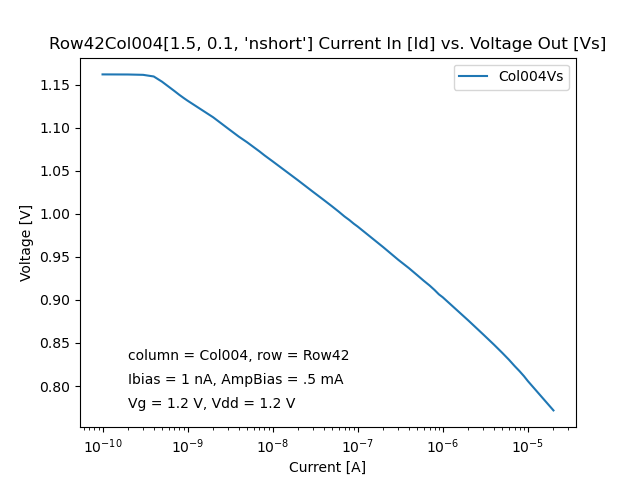 Row42Col004[1.5, 0.1, 'nshort'] Current In [Id] vs. Voltage Out [Vs]
Col004Vs
1.15
1.10
1.05
1.00
0.95
0.90
0.85
0.80
Voltage [V]
column = Col004, row = Row42
Ibias = 1 nA, AmpBias = .5 mA
Vg = 1.2 V, Vdd = 1.2 V
10⁻¹⁰ 10⁻⁹ 10⁻⁸ 10⁻⁷ 10⁻⁶ 10⁻⁵
Current [A]